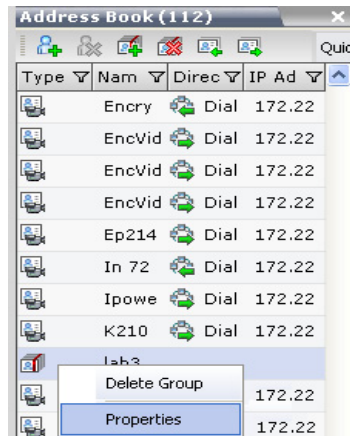 Address Book (112)
Quic
Type Nam Direc IP Ad
Encry Dial 172.22
EncVid Dial 172.22
EncVid Dial 172.22
EncVid Dial 172.22
Ep214 Dial 172.22
In 72 Dial 172.22
Ipowe Dial 172.22
K210 Dial 172.22
lab3
Delete Group
172.22
Properties
172.22